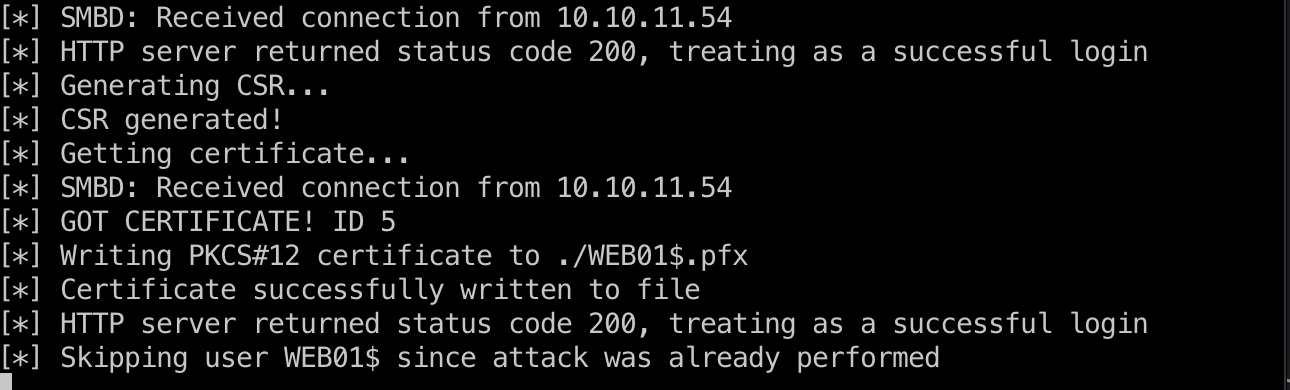 [*] SMBD: Received connection from 10.10.11.54
[*] HTTP server returned status code 200, treating as a successful login
[*] Generating CSR...
[*] CSR generated!
[*] Getting certificate...
[*] SMBD: Received connection from 10.10.11.54
[*] GOT CERTIFICATE! ID 5
[*] Writing PKCS#12 certificate to ./WEB01$.pfx
[*] Certificate successfully written to file
[*] HTTP server returned status code 200, treating as a successful login
[*] Skipping user WEB01$ since attack was already performed